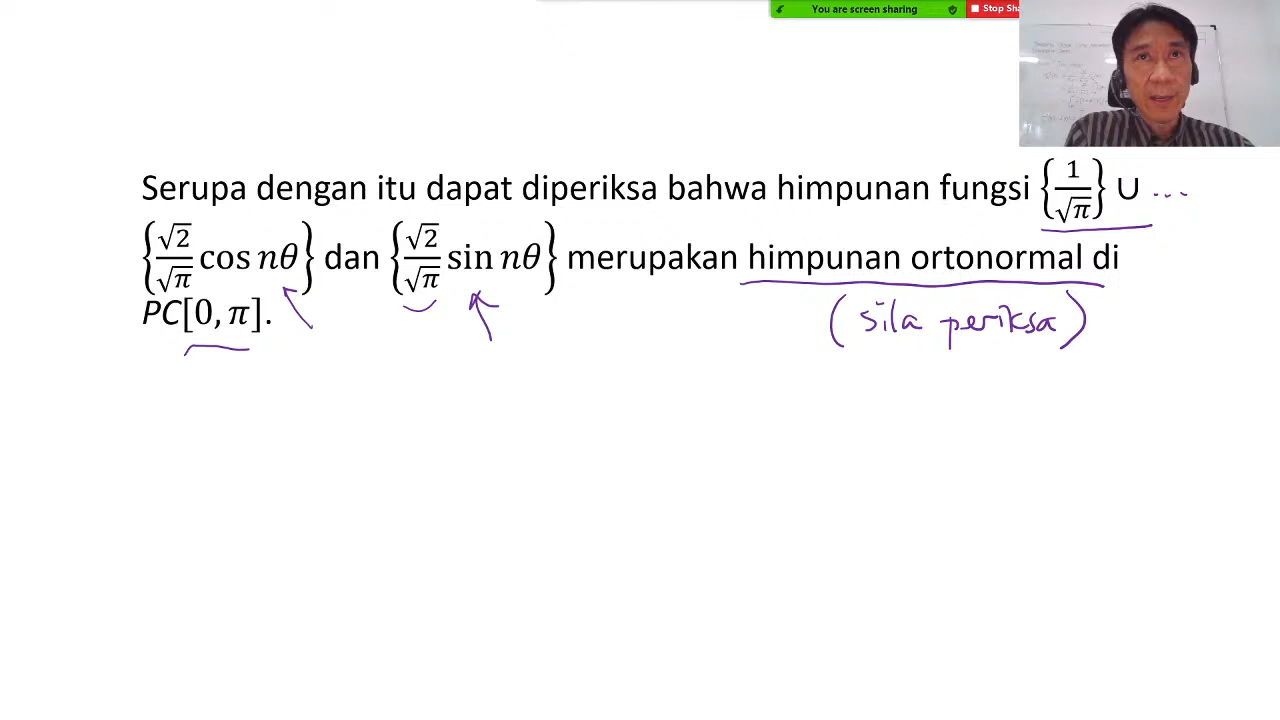 You are screen sharing Stop Sha
Serupa dengan itu dapat diperiksa bahwa himpunan fungsi {1/√π} ∪ ...
{√2/√π cos nθ} dan {√2/√π sin nθ} merupakan himpunan ortonormal di
PC[0, π].
(sila periksa)